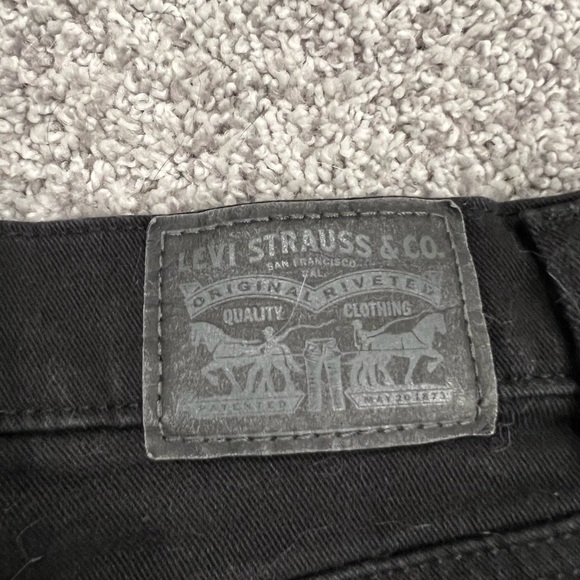 LEVI STRAUSS & CO.
SAN FRANCISCO
CAL.
ORIGINAL RIVETED
QUALITY CLOTHING
PATENTED MAY 20 1873